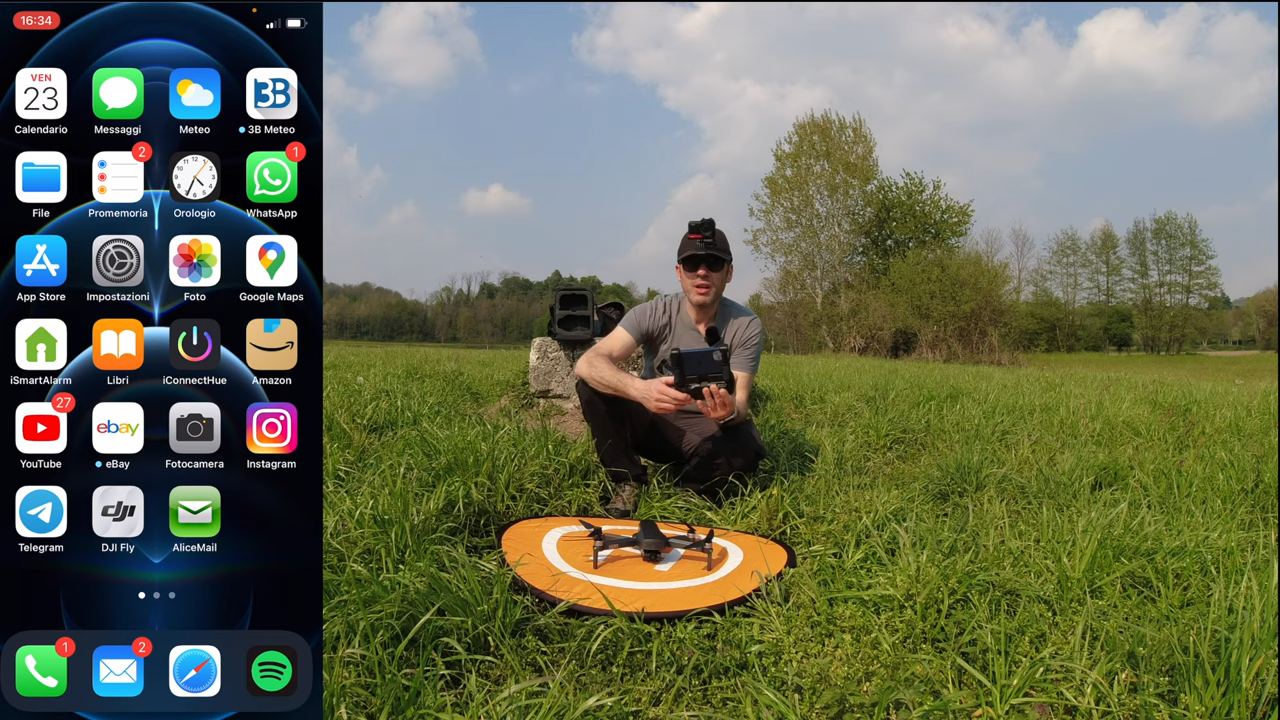 16:34
VEN
23
Calendario
Messaggi
Meteo
3B
3B Meteo
2
1
File
Promemoria
Orologio
WhatsApp
App Store
Impostazioni
Foto
Google Maps
iSmartAlarm
Libri
iConnectHue
Amazon
27
ebay
YouTube
eBay
Fotocamera
Instagram
dji
Telegram
DJI Fly
AliceMail
1
2